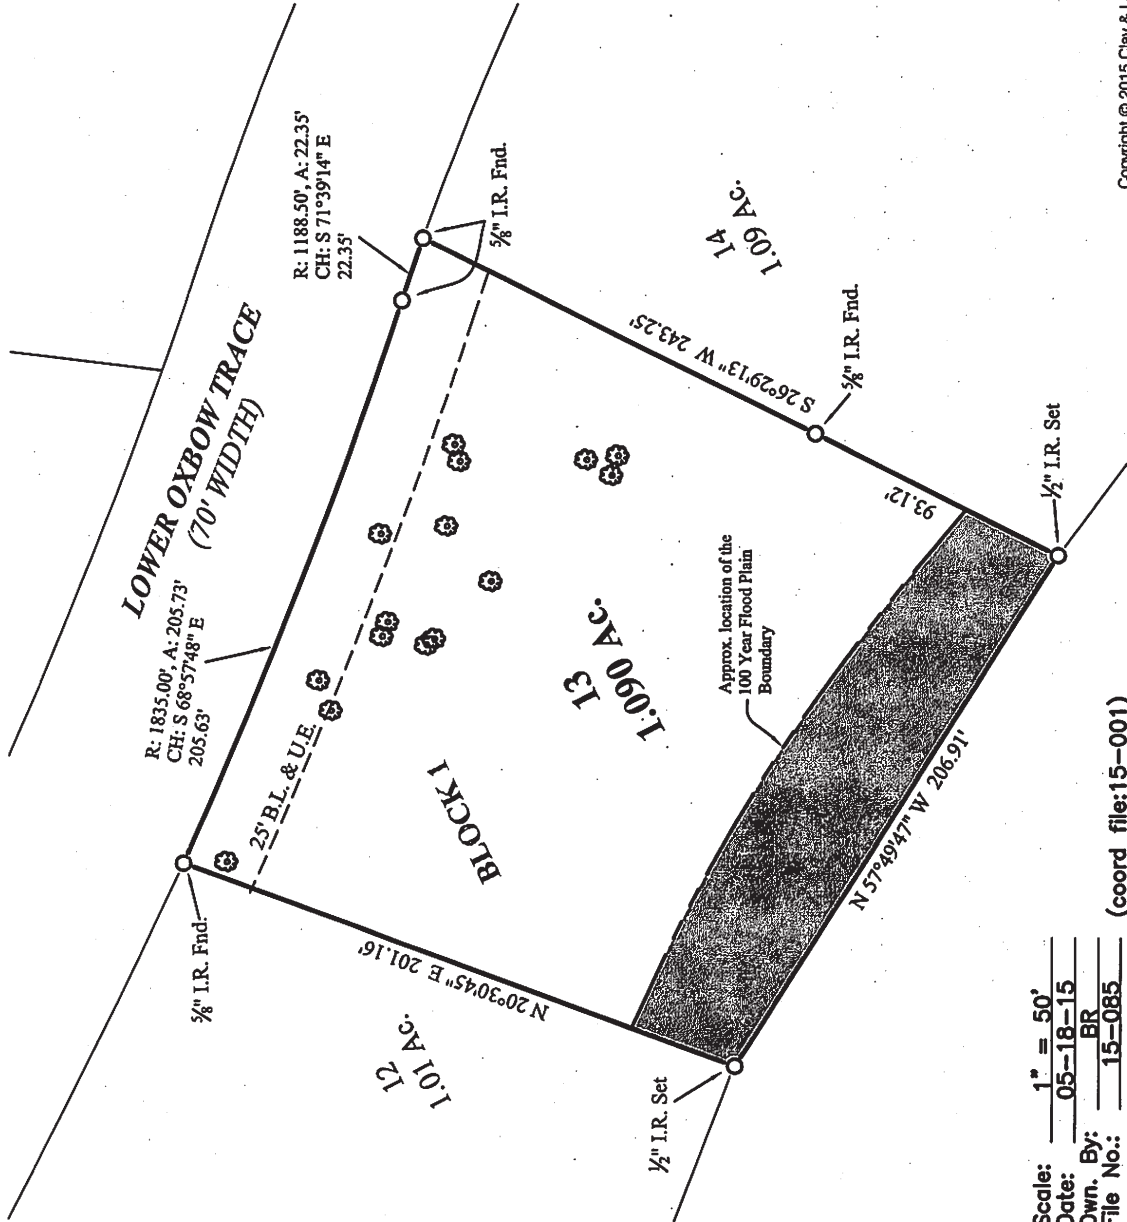 LOWER OXBOW TRACE
(70' WIDTH)
R: 1188.50', A: 22.35'
CH: S 71°39'14" E
22.35'
R: 1835.00', A: 205.73'
CH: S 68°57'48" E
205.63'
⅝" I.R. Fnd.
⅝" I.R. Fnd.
25' B.L. & U.E.
14
1.09 Ac.
S 26°29'13" W 243.25'
⅝" I.R. Fnd.
93.12'
½" I.R. Set
BLOCK 1
13
1.090 Ac.
Approx. location of the
100 Year Flood Plain
Boundary
N 20°30'45" E 201.16'
12
1.01 Ac.
N 57°49'47" W 206.91'
½" I.R. Set
Scale: 1" = 50'
Date: 05-18-15
Dwn. By: BR
File No.: 15-085 (coord file:15-001)
Copyright © 2015 Clay &